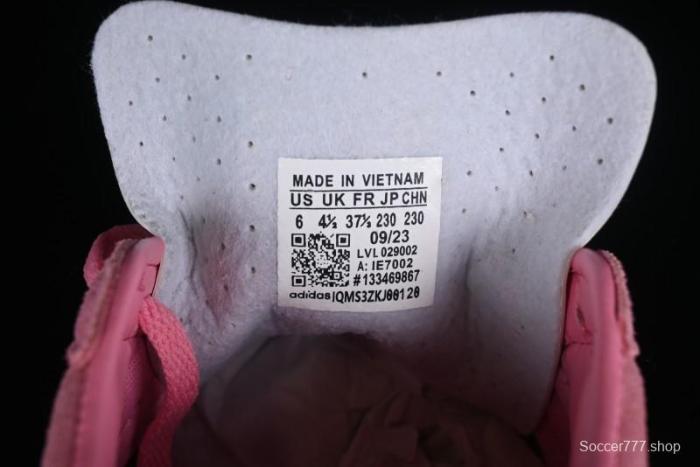 MADE IN VIETNAM
US UK FR JP CHN
6 4½ 37⅓ 230 230
09/23
LVL 029002
A: IE7002
#133469867
adidas IQMS3ZKJ00120
Soccer777.shop